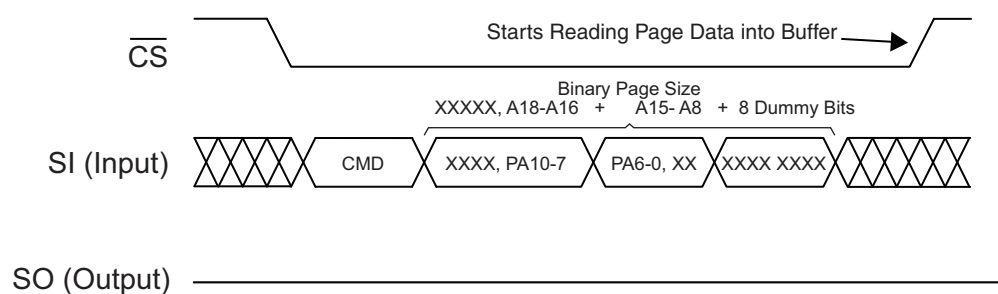 Starts Reading Page Data into Buffer
CS
Binary Page Size
XXXXX, A18-A16 + A15- A8 + 8 Dummy Bits
SI (Input) CMD XXXX, PA10-7 PA6-0, XX XXXX XXXX
SO (Output)